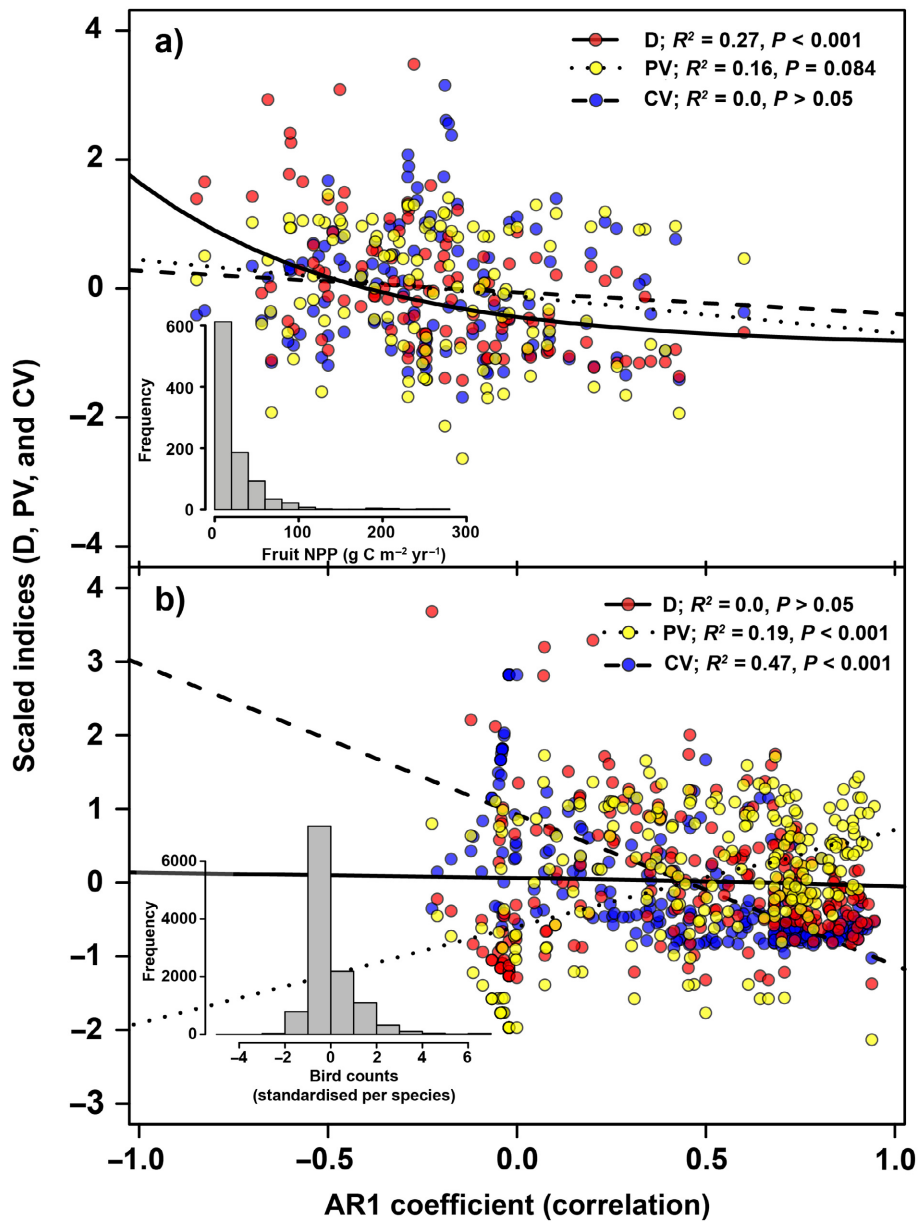 a)
D; R² = 0.27, P < 0.001
PV; R² = 0.16, P = 0.084
CV; R² = 0.0, P > 0.05
4
2
0
−2
−4
600
400
200
0
Frequency
0 100 200 300
Fruit NPP (g C m⁻² yr⁻¹)
Scaled indices (D, PV, and CV)
b)
D; R² = 0.0, P > 0.05
PV; R² = 0.19, P < 0.001
CV; R² = 0.47, P < 0.001
4
3
2
1
0
−1
−2
−3
6000
4000
2000
0
Frequency
−4 −2 0 2 4 6
Bird counts
(standardised per species)
−1.0 −0.5 0.0 0.5 1.0
AR1 coefficient (correlation)